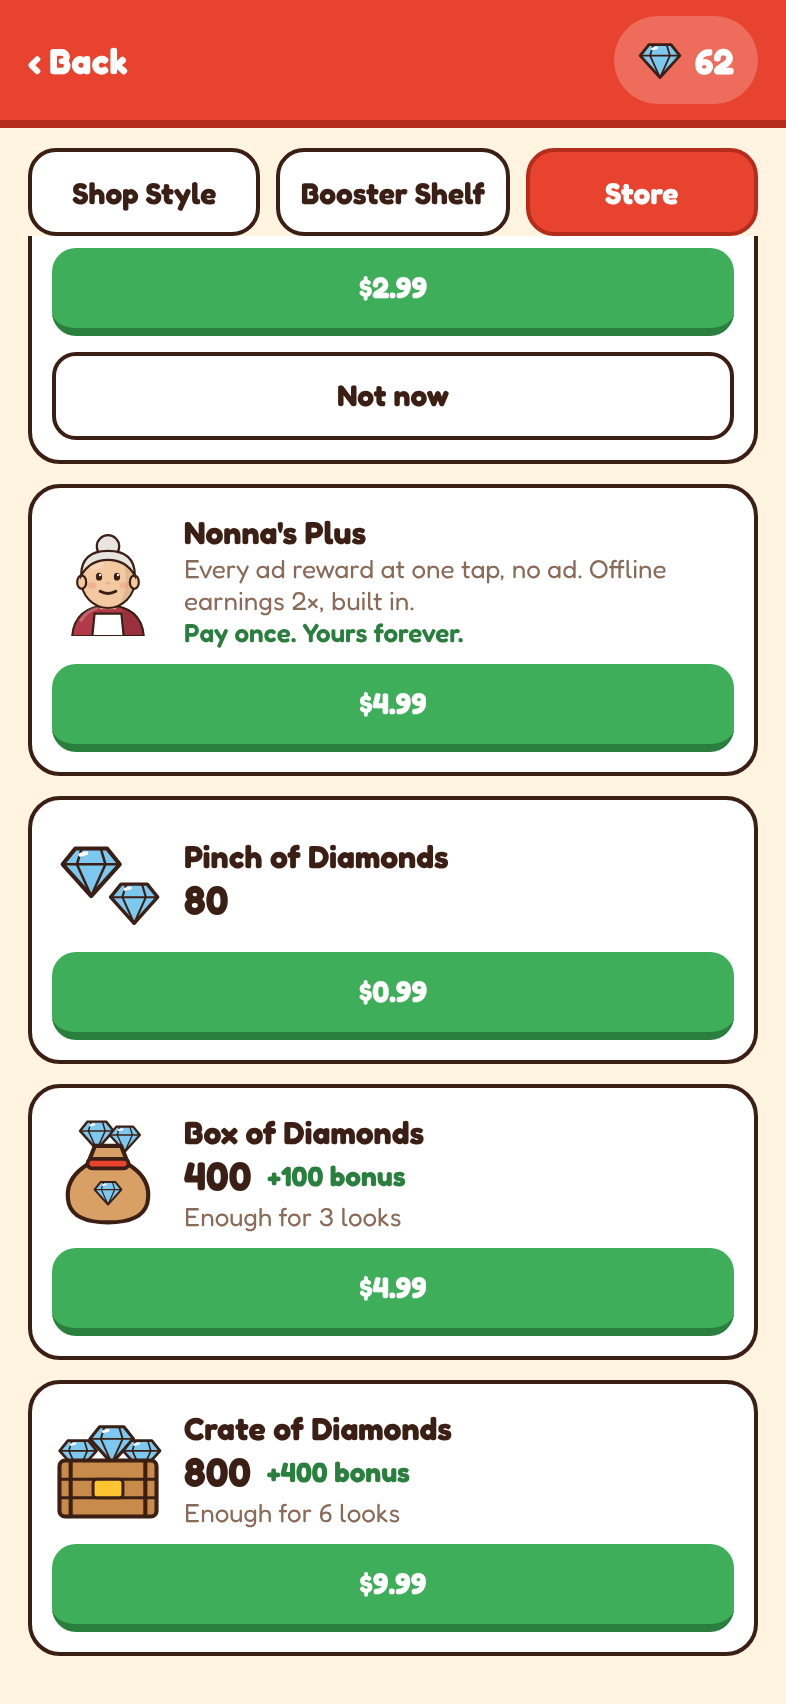 ‹ Back
62
Shop Style
Booster Shelf
Store
$2.99
Not now
Nonna's Plus
Every ad reward at one tap, no ad. Offline
earnings 2×, built in.
Pay once. Yours forever.
$4.99
Pinch of Diamonds
80
$0.99
Box of Diamonds
400 +100 bonus
Enough for 3 looks
$4.99
Crate of Diamonds
800 +400 bonus
Enough for 6 looks
$9.99